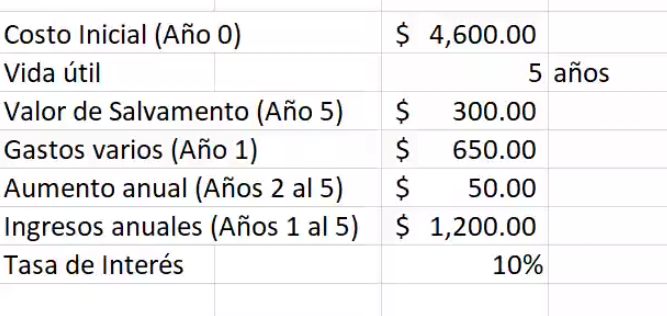 Costo Inicial (Año 0) $ 4,600.00
Vida útil 5 años
Valor de Salvamento (Año 5) $ 300.00
Gastos varios (Año 1) $ 650.00
Aumento anual (Años 2 al 5) $ 50.00
Ingresos anuales (Años 1 al 5) $ 1,200.00
Tasa de Interés 10%